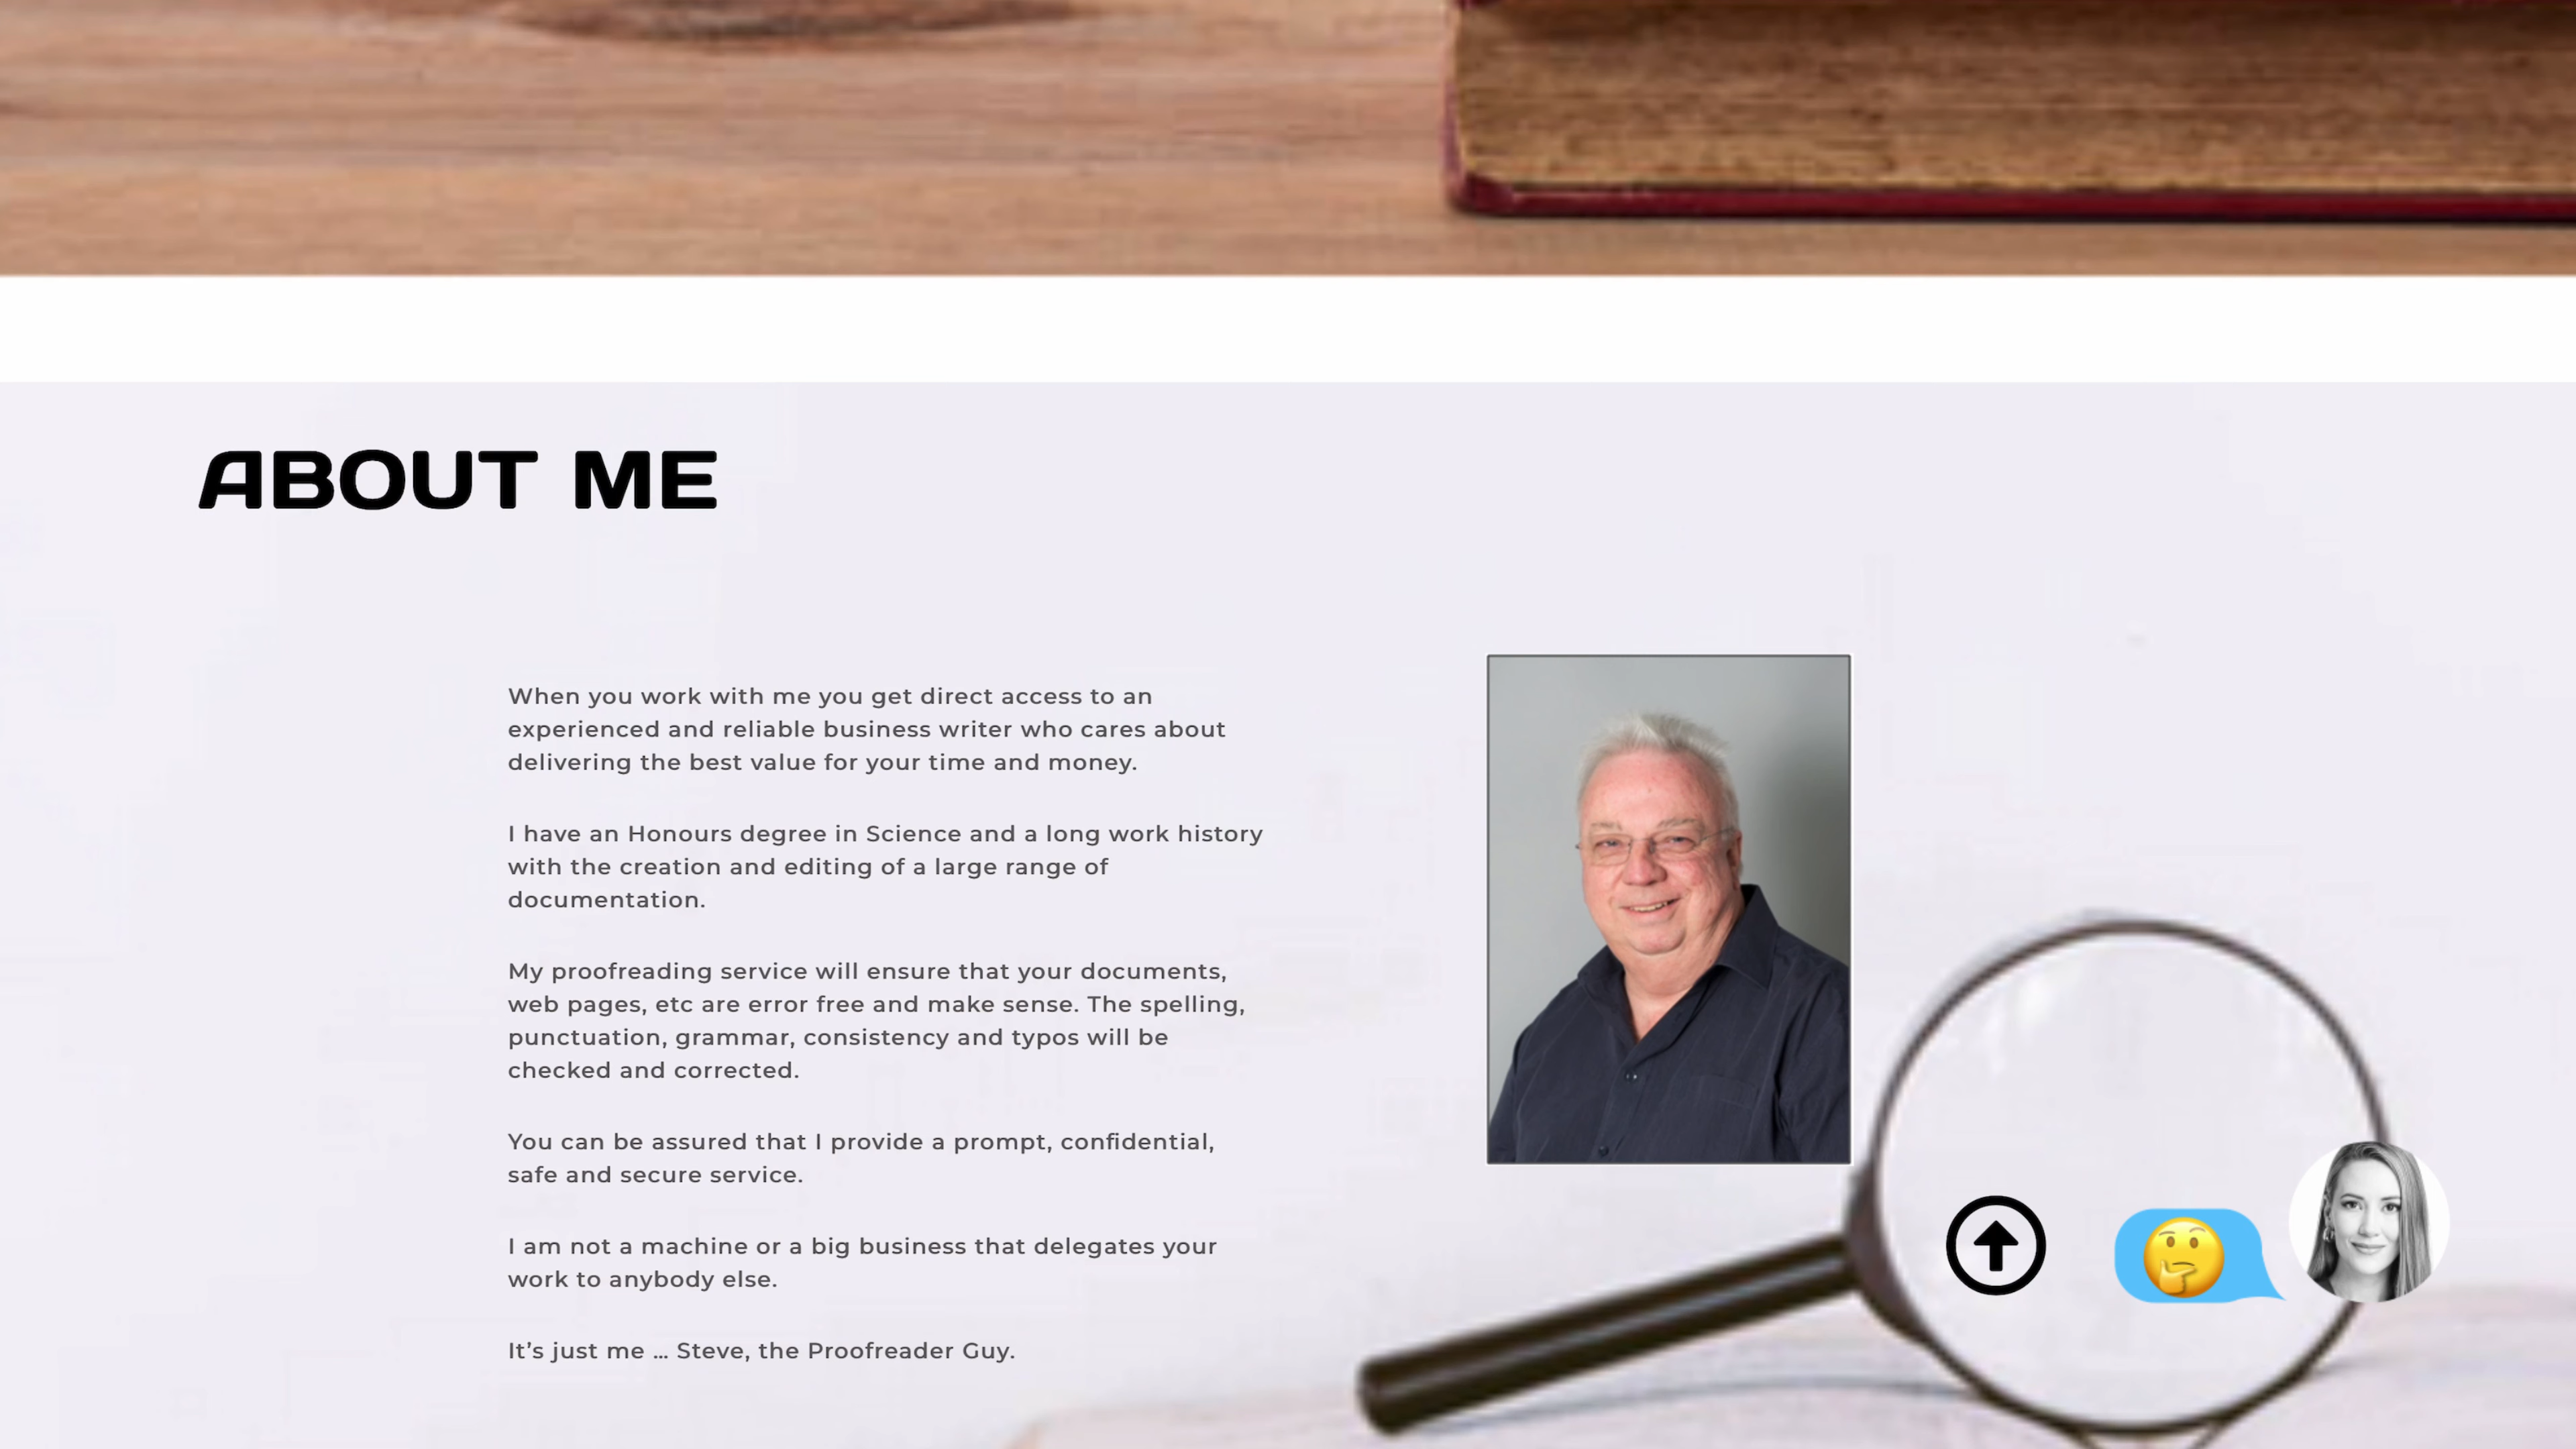 ABOUT ME
When you work with me you get direct access to an
experienced and reliable business writer who cares about
delivering the best value for your time and money.
I have an Honours degree in Science and a long work history
with the creation and editing of a large range of
documentation.
My proofreading service will ensure that your documents,
web pages, etc are error free and make sense. The spelling,
punctuation, grammar, consistency and typos will be
checked and corrected.
You can be assured that I provide a prompt, confidential,
safe and secure service.
I am not a machine or a big business that delegates your
work to anybody else.
It’s just me … Steve, the Proofreader Guy.